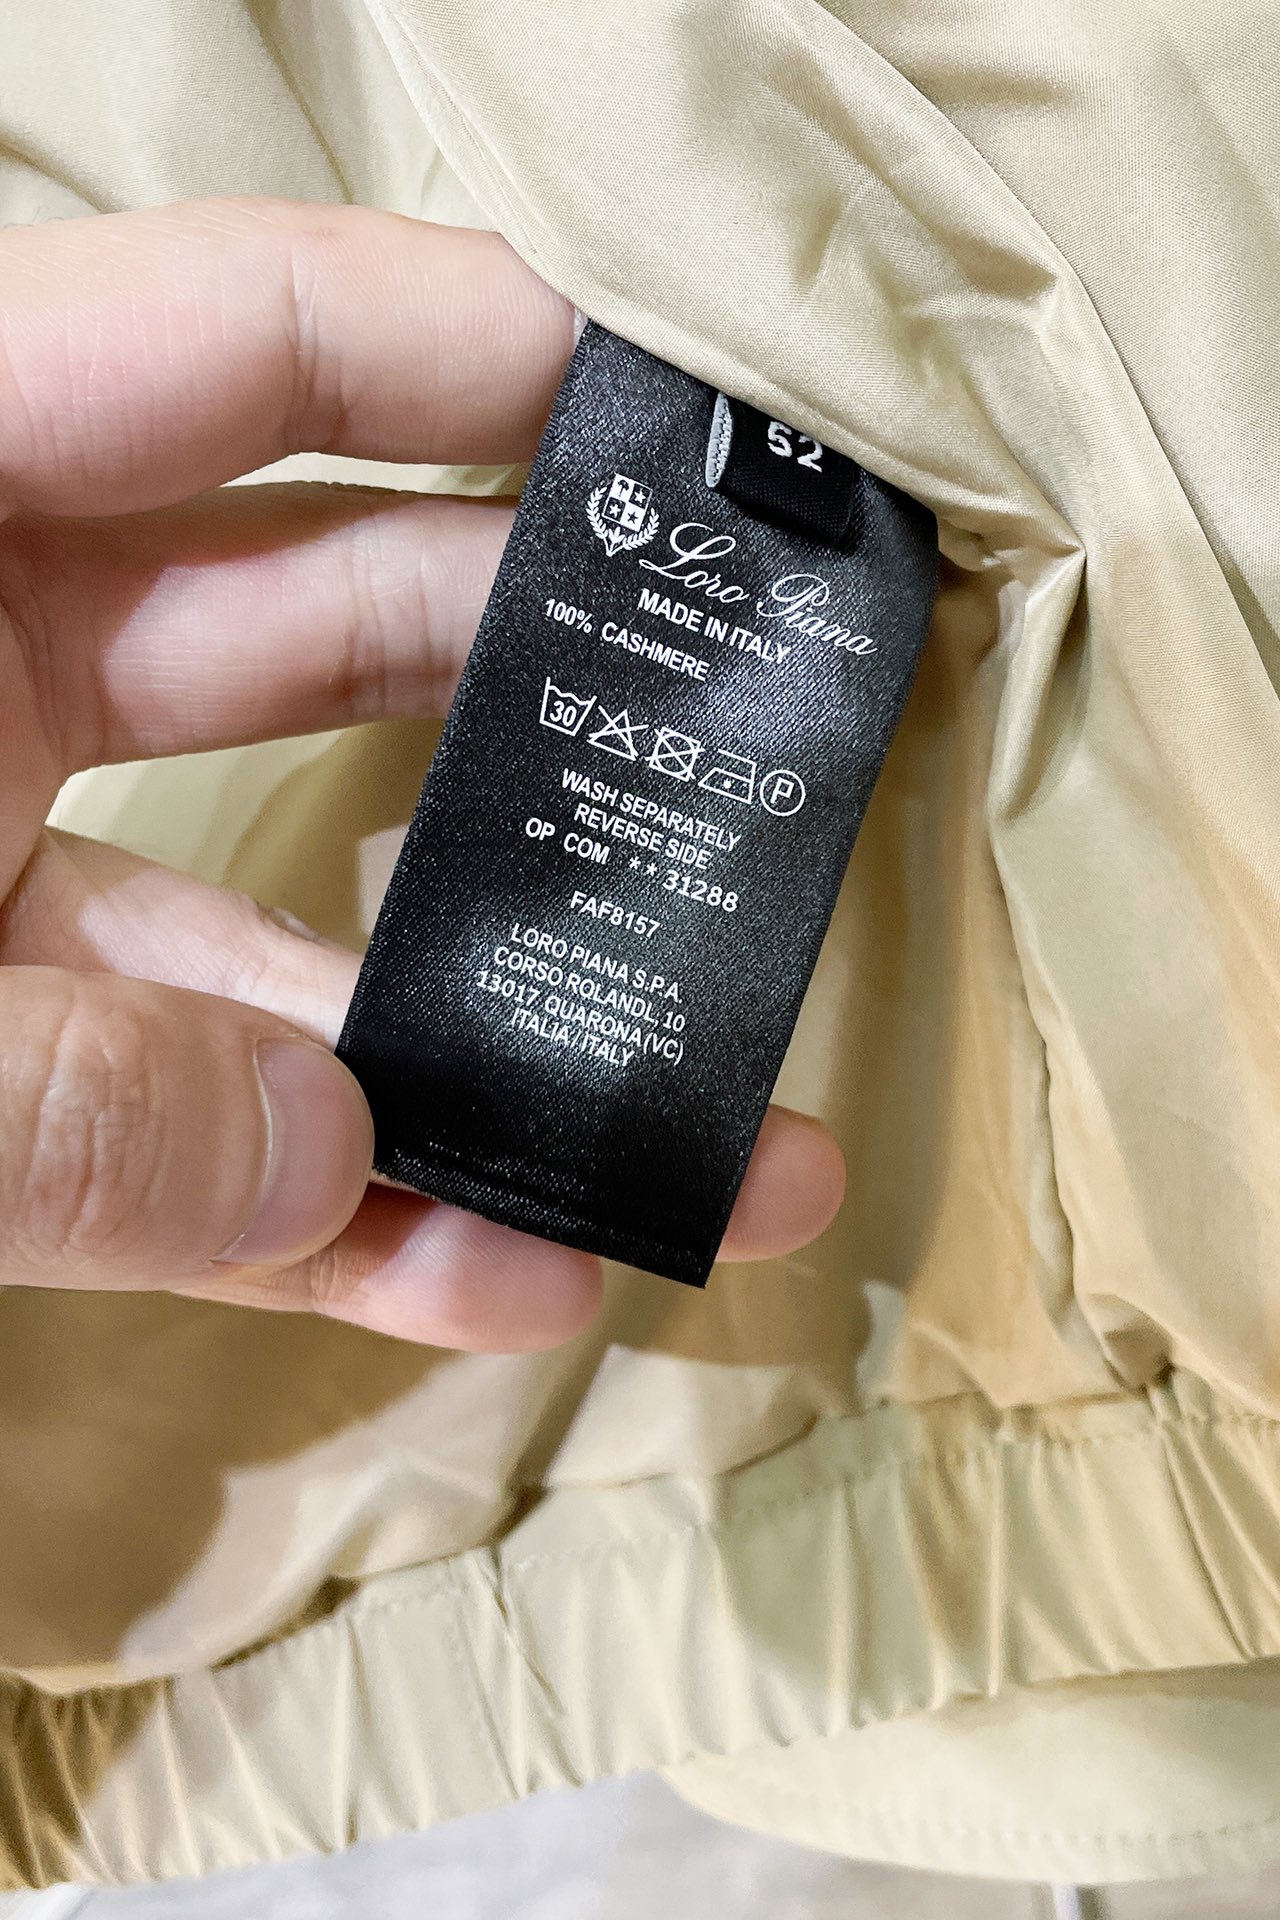 52
Loro Piana
MADE IN ITALY
100% CASHMERE
30
P
WASH SEPARATELY
REVERSE SIDE
OP COM **31288
FAF8157
LORO PIANA S.P.A.
CORSO ROLANDL, 10
13017 QUARONA (VC)
ITALIA / ITALY